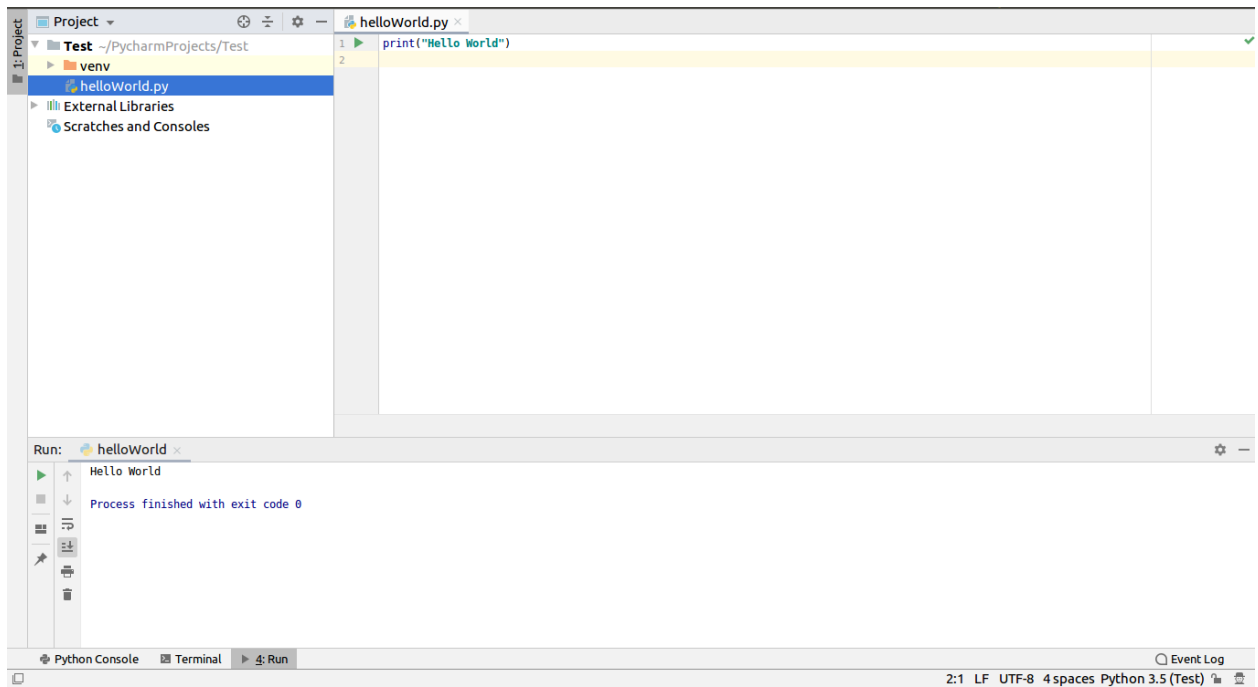 1: Project
Project
Test ~/PycharmProjects/Test
venv
helloWorld.py
External Libraries
Scratches and Consoles
helloWorld.py
1 print("Hello World")
2
Run: helloWorld
Hello World
Process finished with exit code 0
Python Console Terminal 4: Run Event Log
2:1 LF UTF-8 4 spaces Python 3.5 (Test)